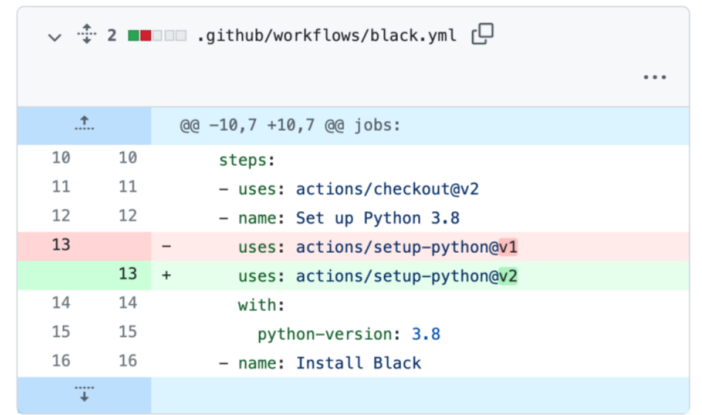 2 .github/workflows/black.yml
...
@@ -10,7 +10,7 @@ jobs:
10 10 steps:
11 11 - uses: actions/checkout@v2
12 12 - name: Set up Python 3.8
13 - uses: actions/setup-python@v1
13 + uses: actions/setup-python@v2
14 14 with:
15 15 python-version: 3.8
16 16 - name: Install Black